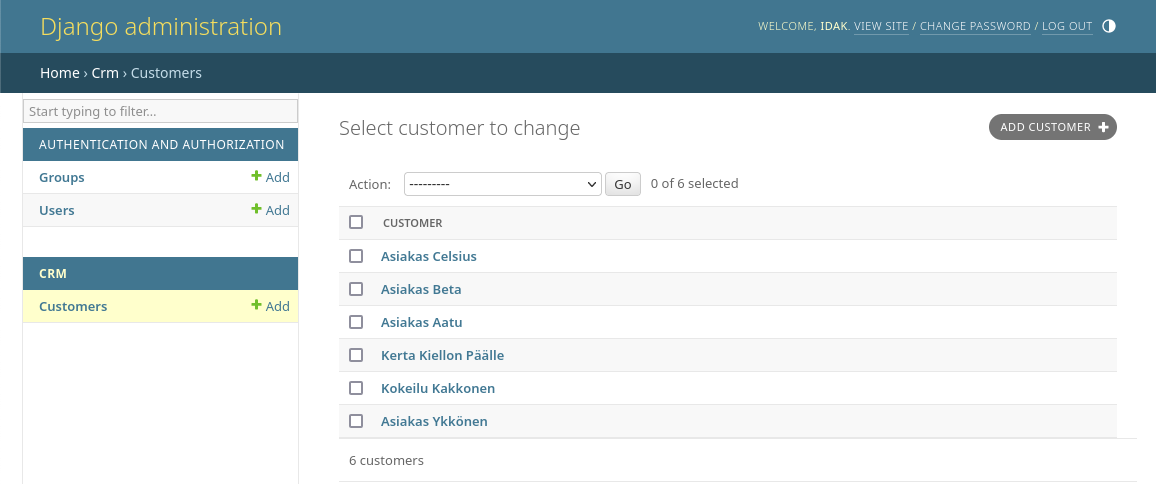 Django administration
WELCOME, IDAK. VIEW SITE / CHANGE PASSWORD / LOG OUT
Home › Crm › Customers
Start typing to filter...
AUTHENTICATION AND AUTHORIZATION
Groups Add
Users Add
CRM
Customers Add
Select customer to change
ADD CUSTOMER
Action: --------- Go 0 of 6 selected
CUSTOMER
Asiakas Celsius
Asiakas Beta
Asiakas Aatu
Kerta Kiellon Päälle
Kokeilu Kakkonen
Asiakas Ykkönen
6 customers